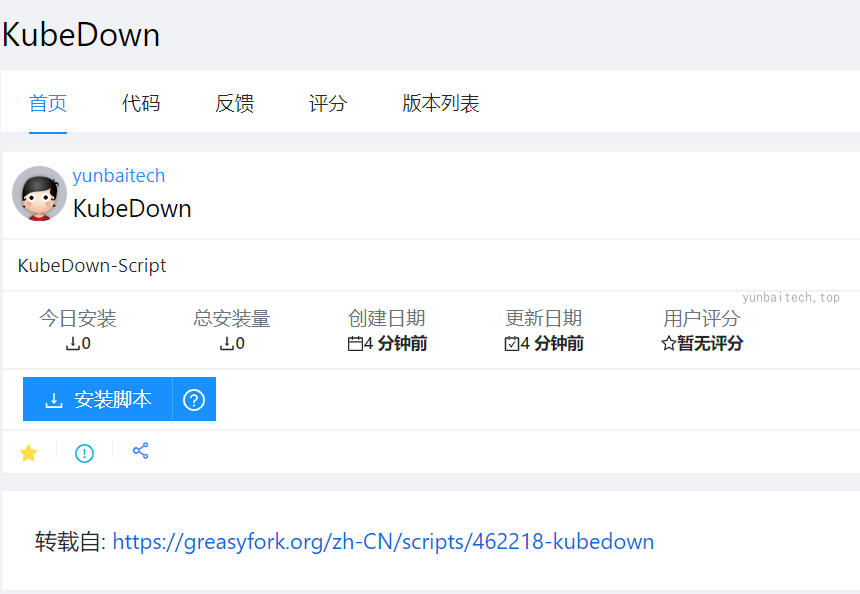 KubeDown
首页 代码 反馈 评分 版本列表
yunbaitech
KubeDown
KubeDown-Script
yunbaitech.top
今日安装 总安装量 创建日期 更新日期 用户评分
0 0 4 分钟前 4 分钟前 暂无评分
安装脚本
转载自: https://greasyfork.org/zh-CN/scripts/462218-kubedown